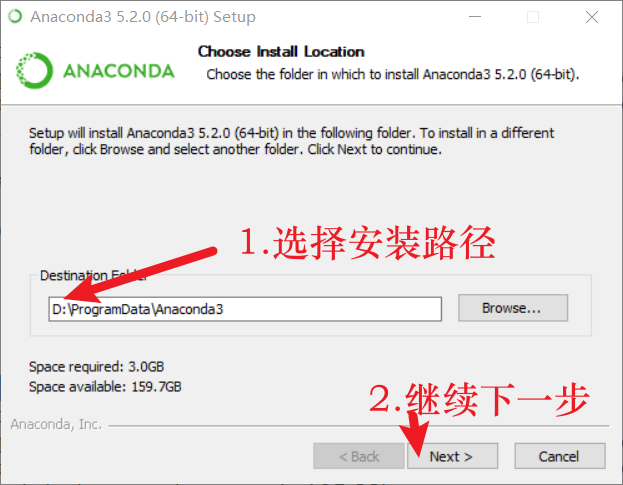 Anaconda3 5.2.0 (64-bit) Setup
Choose Install Location
ANACONDA
Choose the folder in which to install Anaconda3 5.2.0 (64-bit).
Setup will install Anaconda3 5.2.0 (64-bit) in the following folder. To install in a different
folder, click Browse and select another folder. Click Next to continue.
1.选择安装路径
Destination Folder
D:\ProgramData\Anaconda3
Browse...
Space required: 3.0GB
Space available: 159.7GB
2.继续下一步
Anaconda, Inc.
< Back
Next >
Cancel